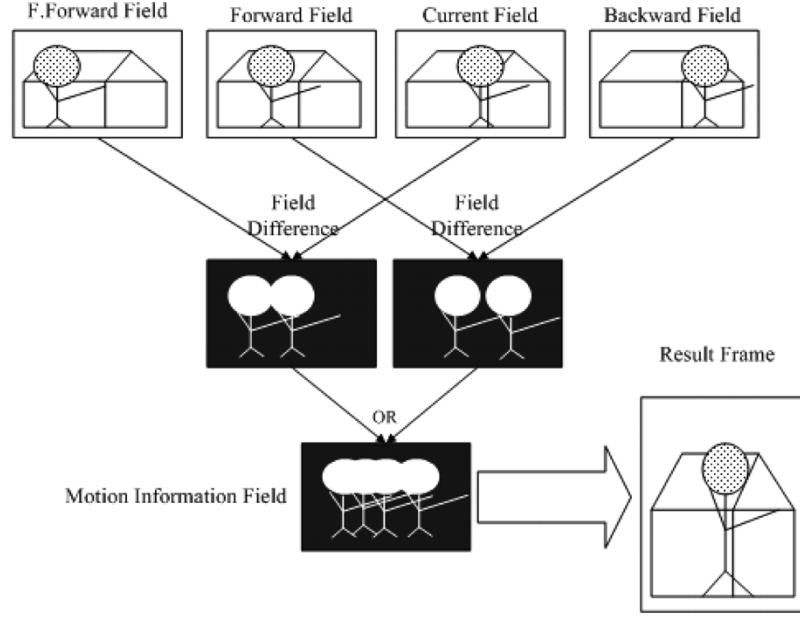 F.Forward Field
Forward Field
Current Field
Backward Field
Field
Difference
Field
Difference
Result Frame
OR
Motion Information Field